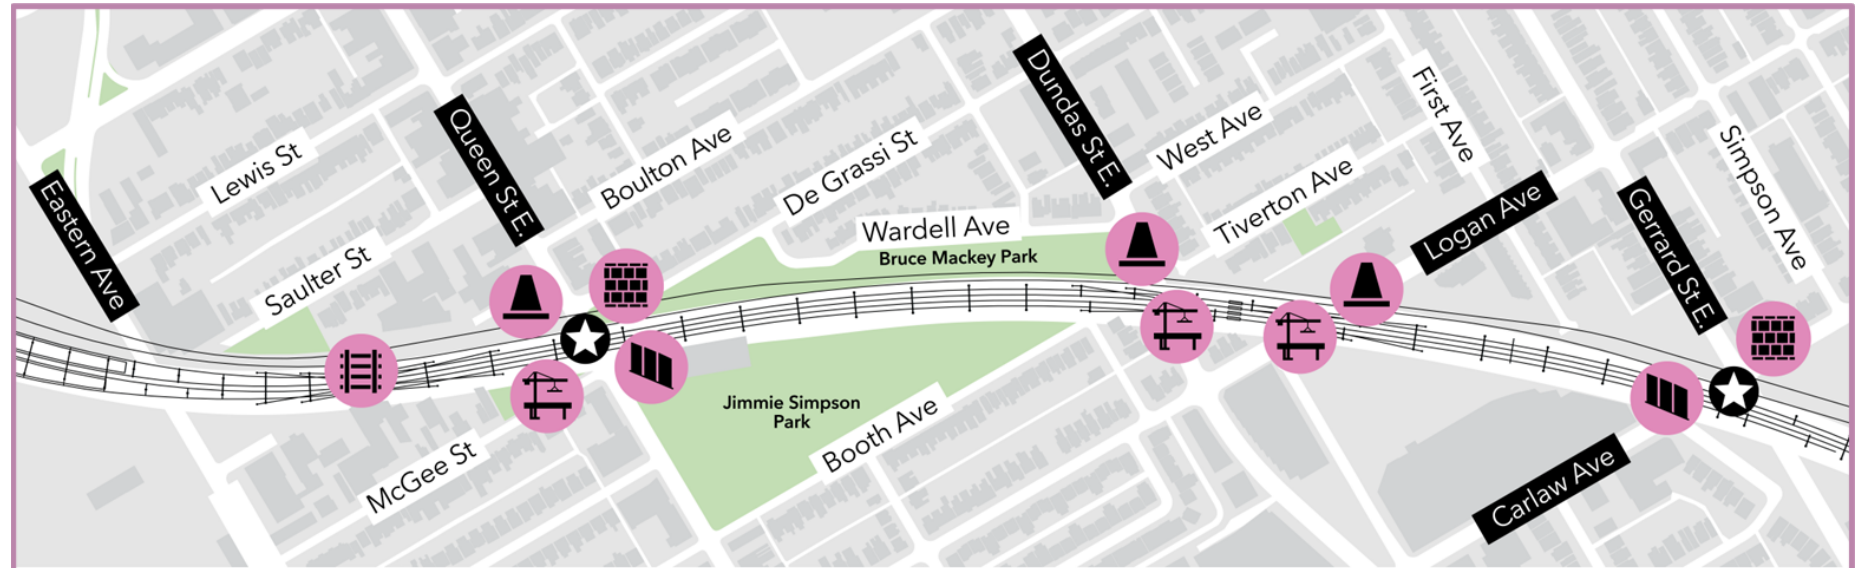 Eastern Ave
Lewis St
Saulter St
Queen St E.
Boulton Ave
De Grassi St
Wardell Ave
Bruce Mackey Park
Dundas St E.
West Ave
Tiverton Ave
First Ave
Logan Ave
Gerrard St E.
Simpson Ave
McGee St
Jimmie Simpson
Park
Booth Ave
Carlaw Ave